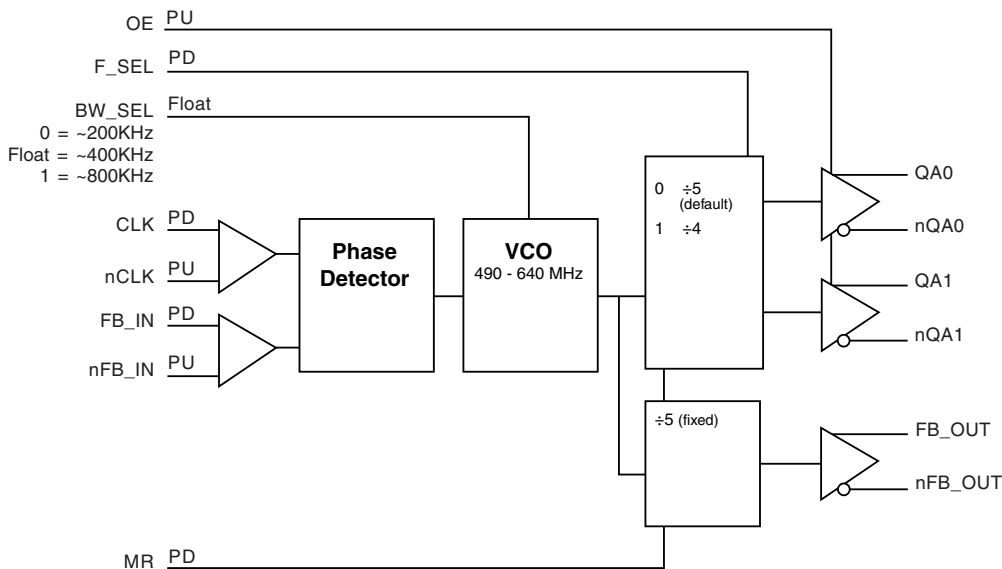 OE PU
F_SEL PD
BW_SEL Float
0 = ~200KHz
Float = ~400KHz
1 = ~800KHz
CLK PD
nCLK PU
FB_IN PD
nFB_IN PU
Phase
Detector
VCO
490 - 640 MHz
0 ÷5
(default)
1 ÷4
÷5 (fixed)
QA0
nQA0
QA1
nQA1
FB_OUT
nFB_OUT
MR PD